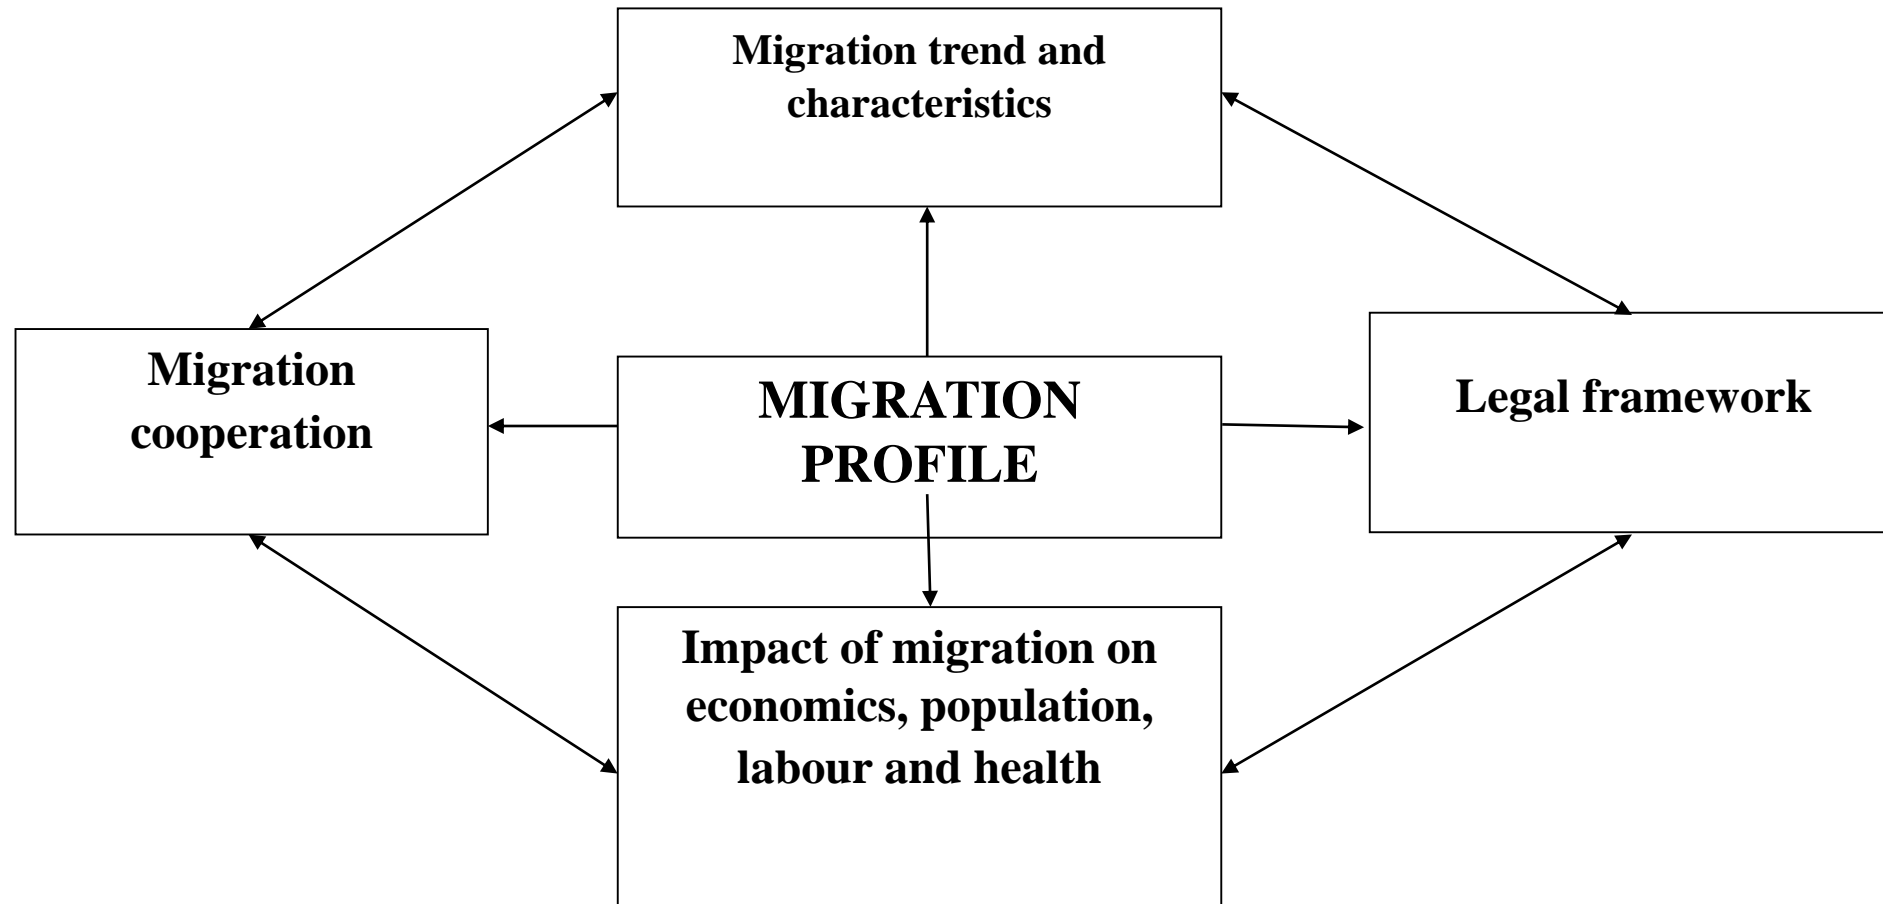 Migration trend and
characteristics
Migration
cooperation
MIGRATION
PROFILE
Legal framework
Impact of migration on
economics, population,
labour and health